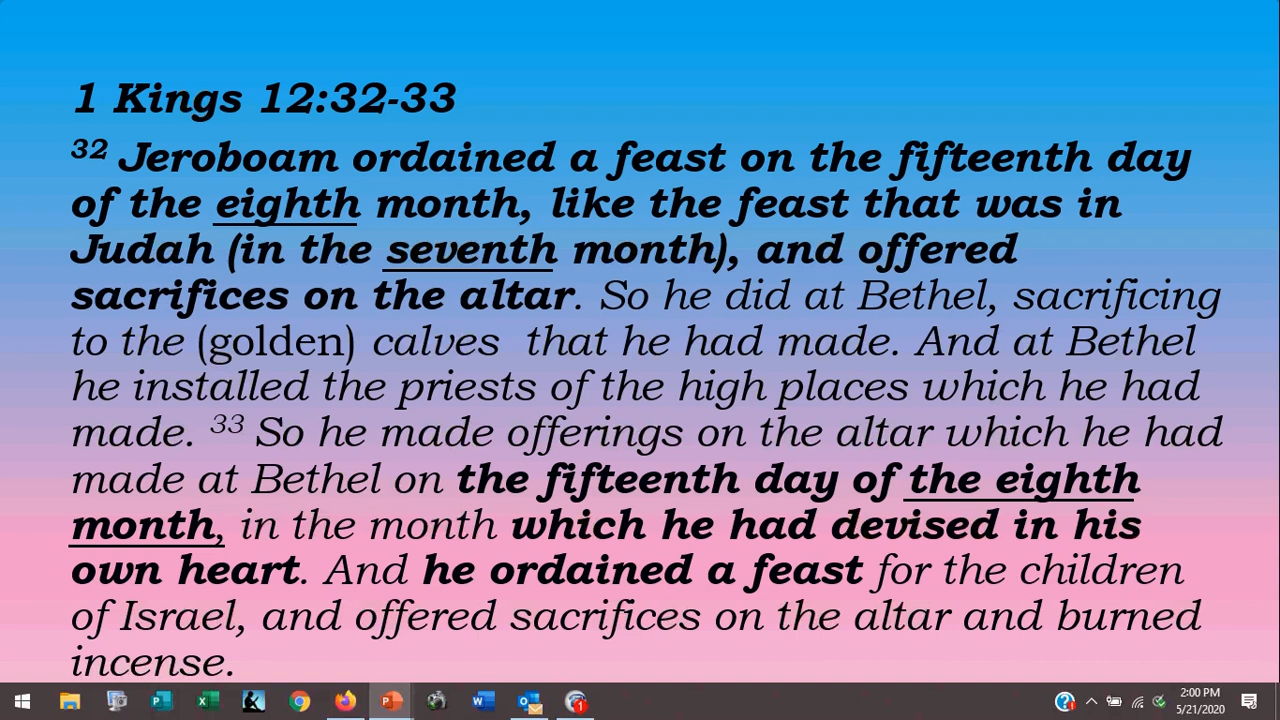 1 Kings 12:32-33
32 Jeroboam ordained a feast on the fifteenth day
of the eighth month, like the feast that was in
Judah (in the seventh month), and offered
sacrifices on the altar. So he did at Bethel, sacrificing
to the (golden) calves that he had made. And at Bethel
he installed the priests of the high places which he had
made. 33 So he made offerings on the altar which he had
made at Bethel on the fifteenth day of the eighth
month, in the month which he had devised in his
own heart. And he ordained a feast for the children
of Israel, and offered sacrifices on the altar and burned
incense.
2:00 PM
5/21/2020